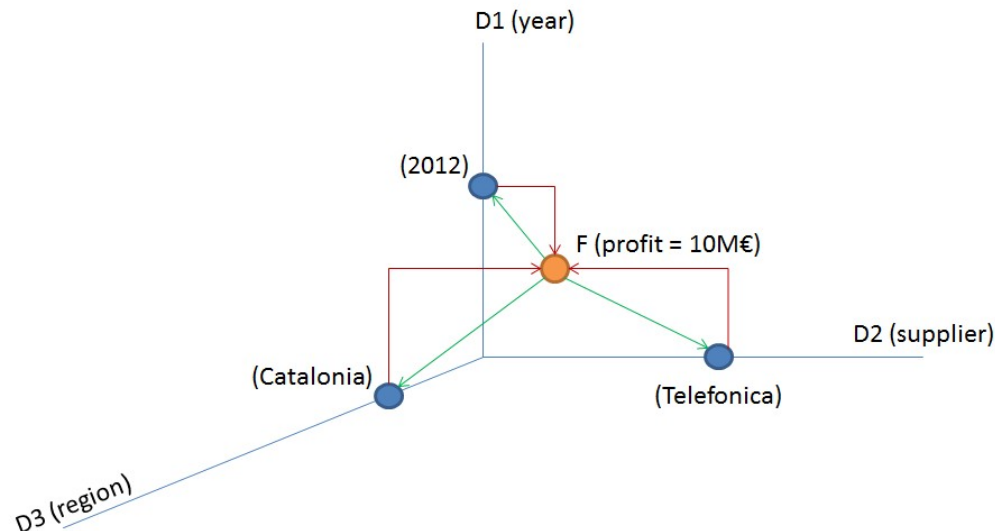 D1 (year)
(2012)
F (profit = 10M€)
D2 (supplier)
(Catalonia)
(Telefonica)
D3 (region)